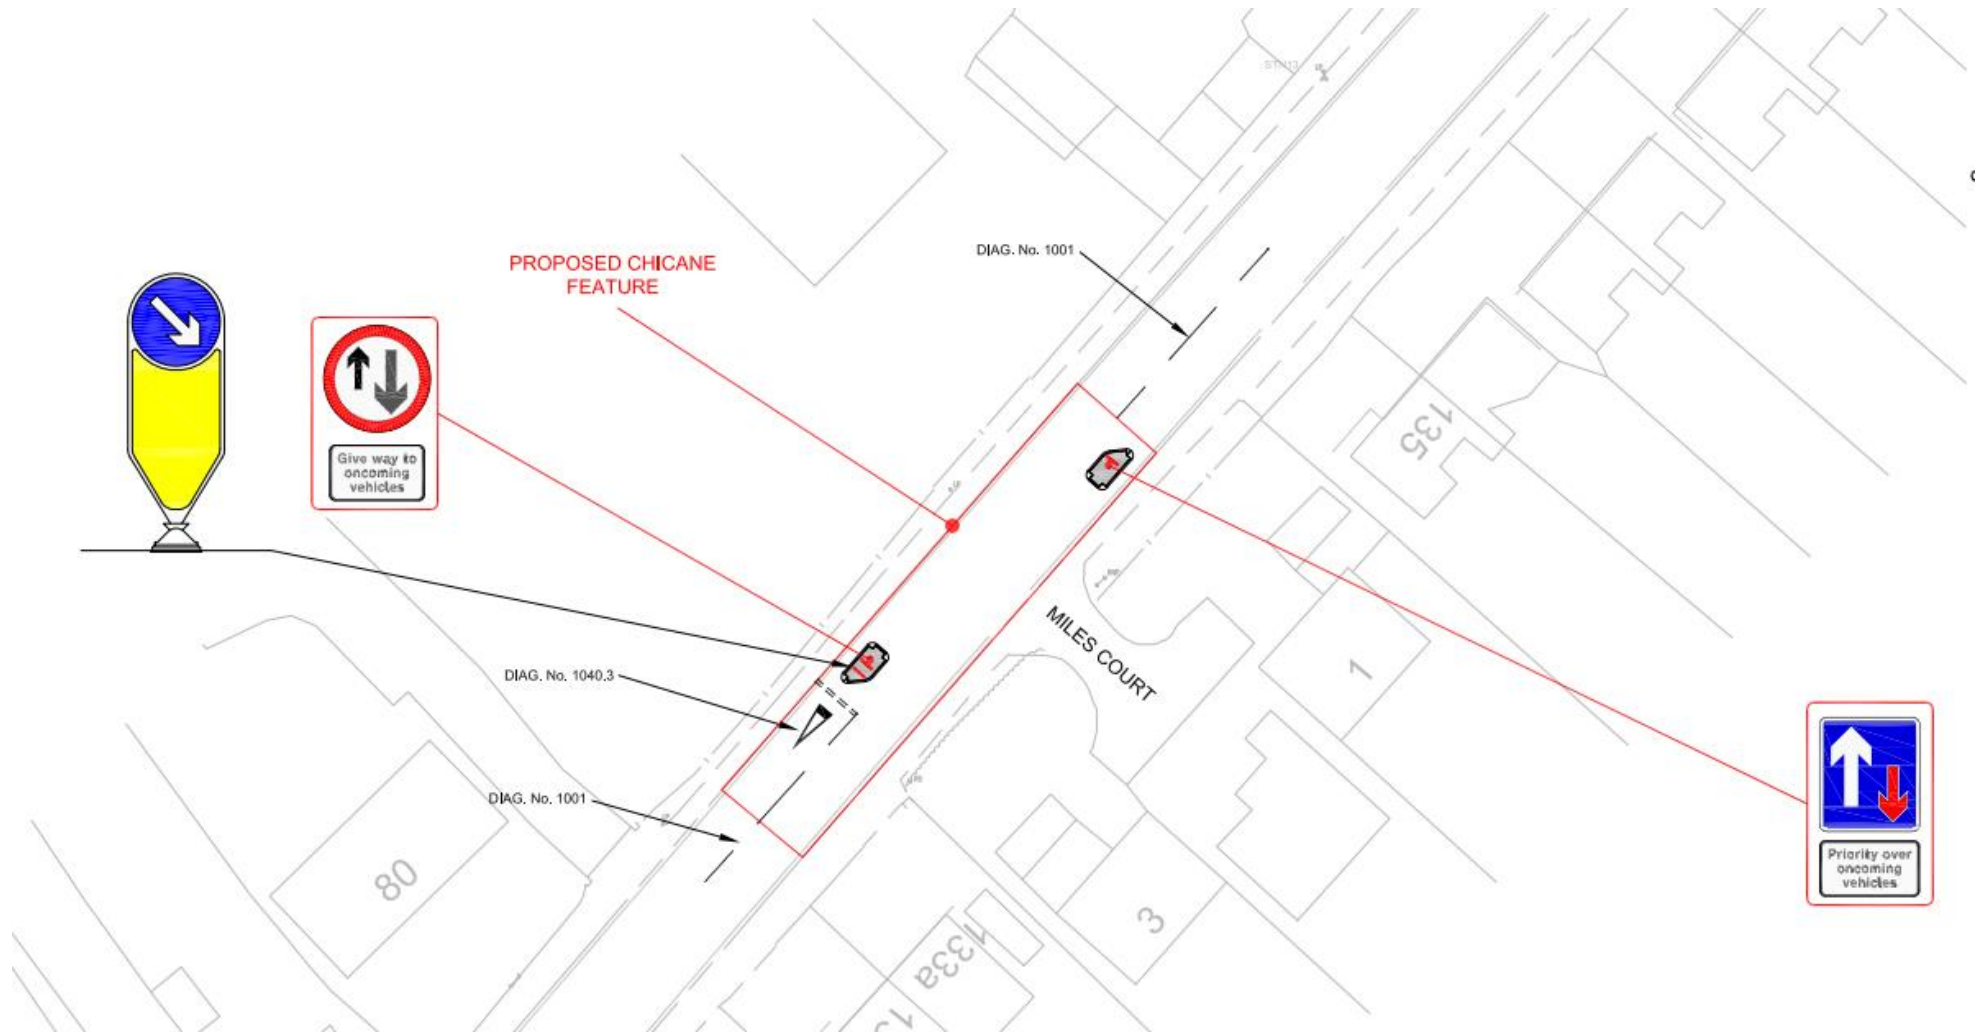 STN13
DIAG. No. 1001
PROPOSED CHICANE
FEATURE
Give way to
oncoming
vehicles
135
MILES COURT
1
DIAG. No. 1040.3
DIAG. No. 1001
Priority over
oncoming
vehicles
80
3
133a